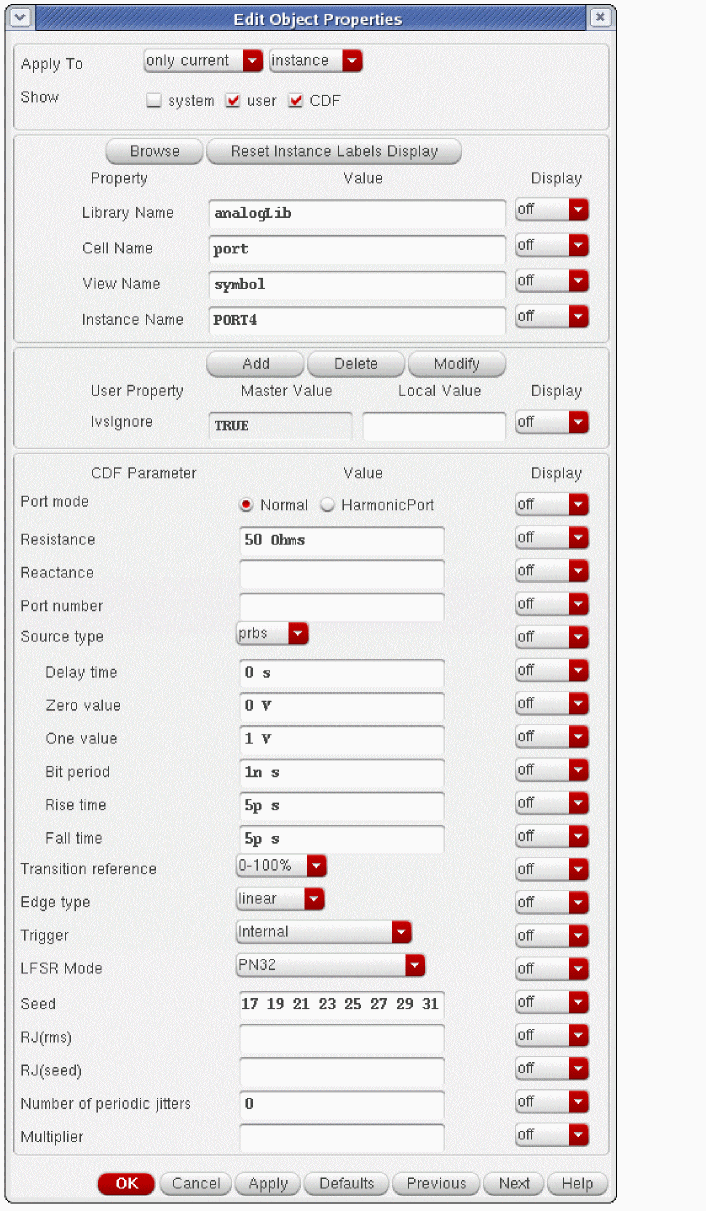 Edit Object Properties
Apply To only current instance
Show system user CDF
Browse Reset Instance Labels Display
Property Value Display
Library Name analogLib off
Cell Name port off
View Name symbol off
Instance Name PORT4 off
Add Delete Modify
User Property Master Value Local Value Display
lvsIgnore TRUE off
CDF Parameter Value Display
Port mode Normal HarmonicPort off
Resistance 50 Ohms off
Reactance off
Port number off
Source type prbs off
Delay time 0 s off
Zero value 0 V off
One value 1 V off
Bit period 1n s off
Rise time 5p s off
Fall time 5p s off
Transition reference 0-100% off
Edge type linear off
Trigger Internal off
LFSR Mode PN32 off
Seed 17 19 21 23 25 27 29 31 off
RJ(rms) off
RJ(seed) off
Number of periodic jitters 0 off
Multiplier off
OK Cancel Apply Defaults Previous Next Help